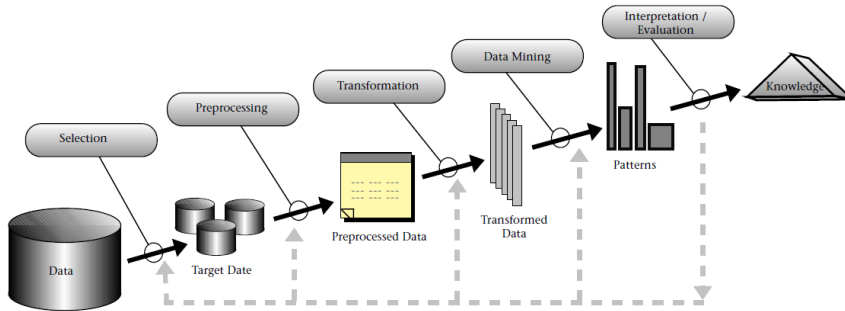 Interpretation /
Evaluation
Data Mining
Transformation
Preprocessing
Selection
Knowledge
Patterns
Transformed
Data
Preprocessed Data
Target Date
Data